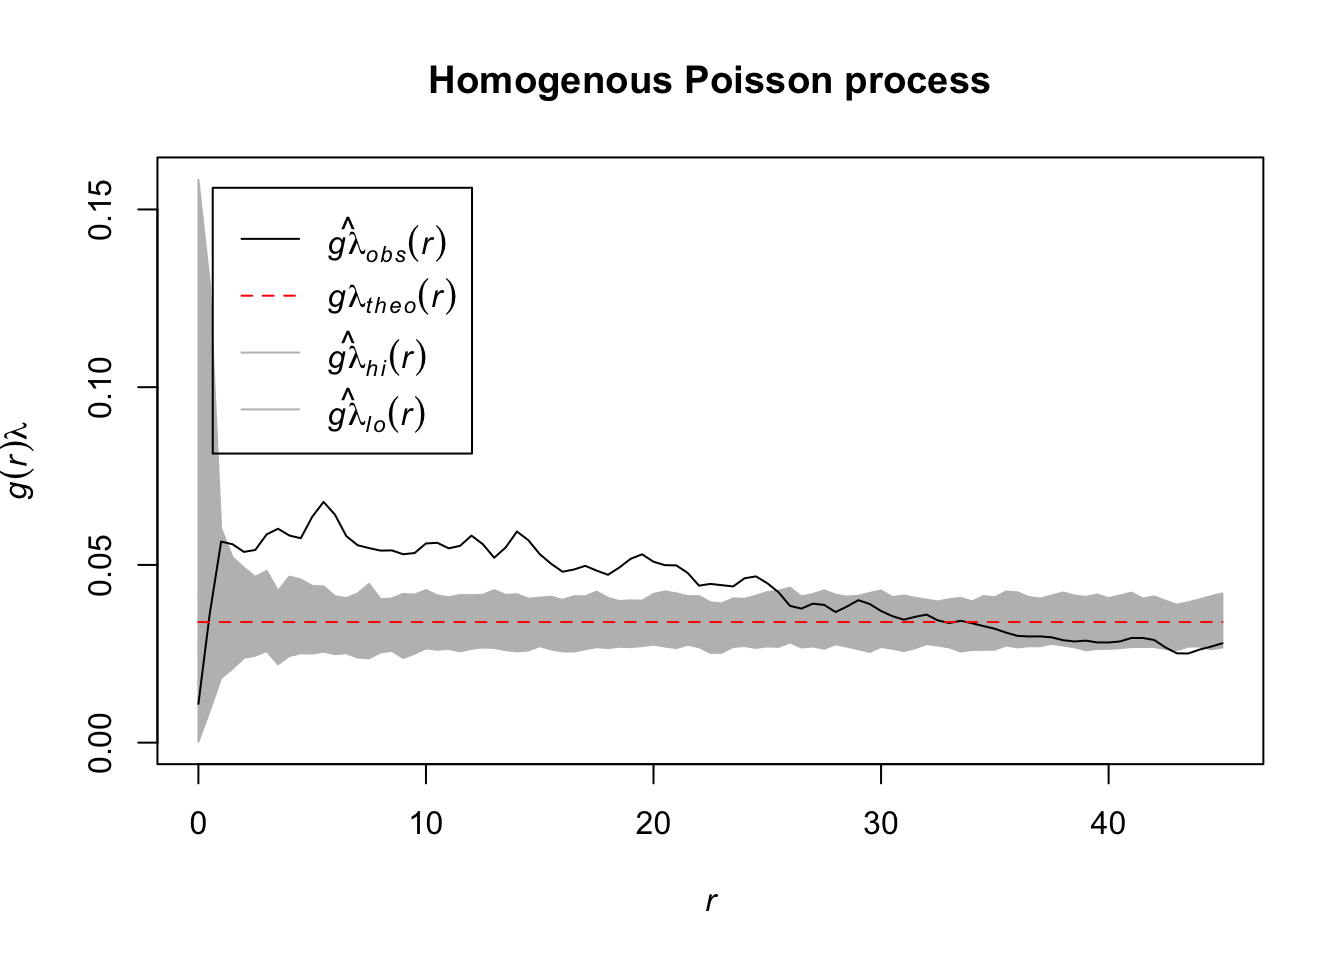 Homogenous Poisson process
g(r)λ
0.15
0.10
0.05
0.00
ĝλ_obs(r)
gλ_theo(r)
ĝλ_hi(r)
ĝλ_lo(r)
0 10 20 30 40
r